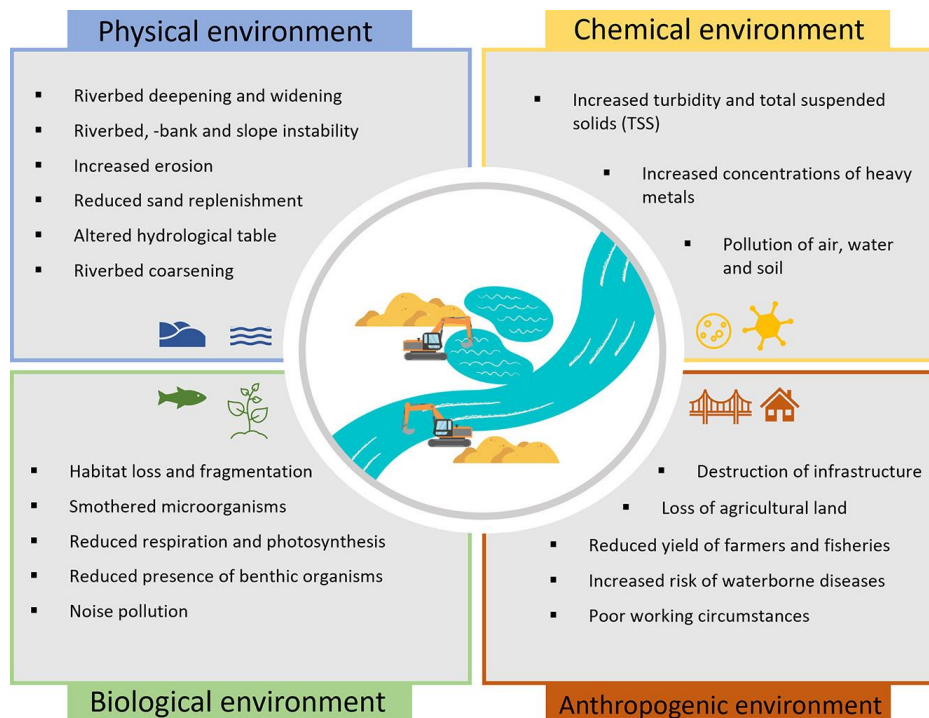 Physical environment
▪ Riverbed deepening and widening
▪ Riverbed, -bank and slope instability
▪ Increased erosion
▪ Reduced sand replenishment
▪ Altered hydrological table
▪ Riverbed coarsening
Chemical environment
▪ Increased turbidity and total suspended
solids (TSS)
▪ Increased concentrations of heavy
metals
▪ Pollution of air, water
and soil
▪ Habitat loss and fragmentation
▪ Smothered microorganisms
▪ Reduced respiration and photosynthesis
▪ Reduced presence of benthic organisms
▪ Noise pollution
Biological environment
▪ Destruction of infrastructure
▪ Loss of agricultural land
▪ Reduced yield of farmers and fisheries
▪ Increased risk of waterborne diseases
▪ Poor working circumstances
Anthropogenic environment